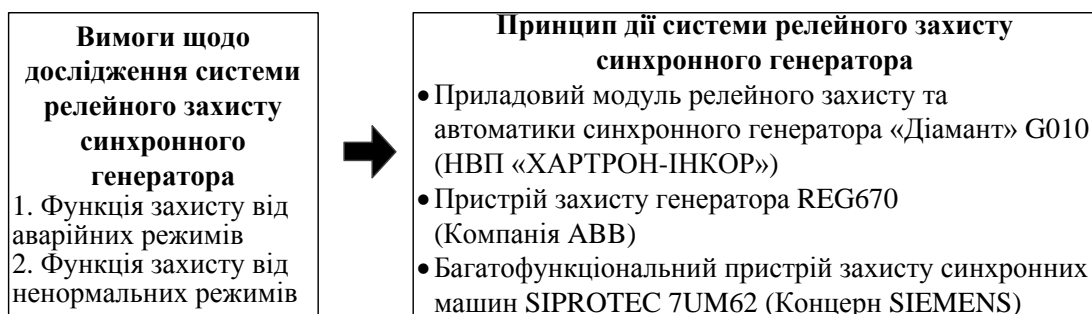 Вимоги щодо
дослідження системи
релейного захисту
синхронного
генератора
1. Функція захисту від
аварійних режимів
2. Функція захисту від
ненормальних режимів
Принцип дії системи релейного захисту
синхронного генератора
• Приладовий модуль релейного захисту та
автоматики синхронного генератора «Діамант» G010
(НВП «ХАРТРОН-ІНКОР»)
• Пристрій захисту генератора REG670
(Компанія ABB)
• Багатофункціональний пристрій захисту синхронних
машин SIPROTEC 7UM62 (Концерн SIEMENS)